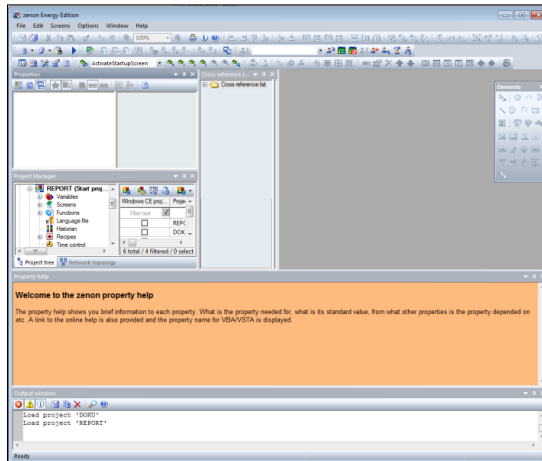 zenon Energy Edition
File Edit Screens Options Window Help
100%
ActivateStartupScreen
Properties
Cross reference l...
Cross reference list
Elements
Project Manager
REPORT (Start proj...
Variables
Screens
Functions
Language file
Historian
Recipes
Time control
Windows CE proj... Proje
Filter text
REPC
DOK
6 total / 4 filtered / 0 select
Project tree Network topology
Property help
Welcome to the zenon property help
The property help shows you brief information to each property. What is the property needed for, what is its standard value, from what other properties is the property depended on
etc. A link to the online help is also provided and the property name for VBA/VSTA is displayed.
Output window
Load project 'DOKU'
Load project 'REPORT'
Ready